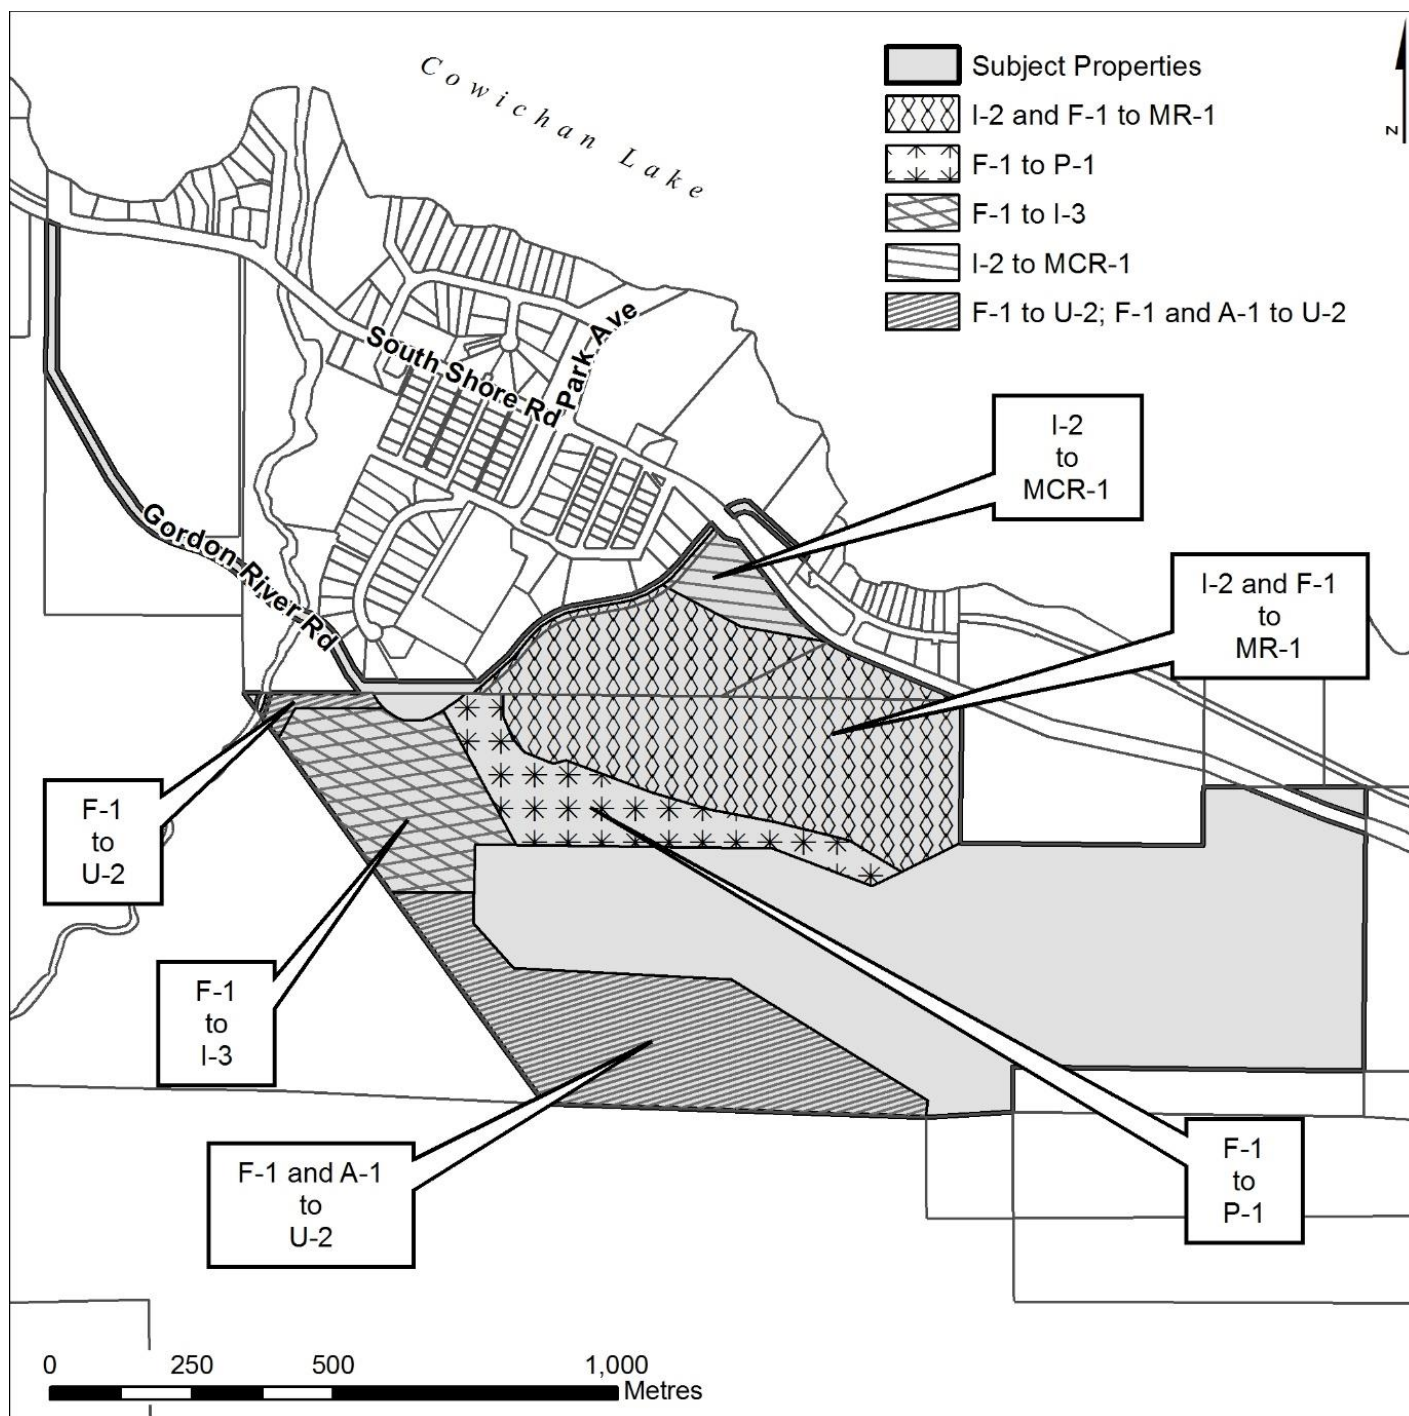 Cowichan Lake
Subject Properties
I-2 and F-1 to MR-1
F-1 to P-1
F-1 to I-3
I-2 to MCR-1
F-1 to U-2; F-1 and A-1 to U-2
N
South Shore Rd
Park Ave
Gordon River Rd
I-2
to
MCR-1
I-2 and F-1
to
MR-1
F-1
to
U-2
F-1
to
I-3
F-1 and A-1
to
U-2
F-1
to
P-1
0 250 500 1,000
Metres